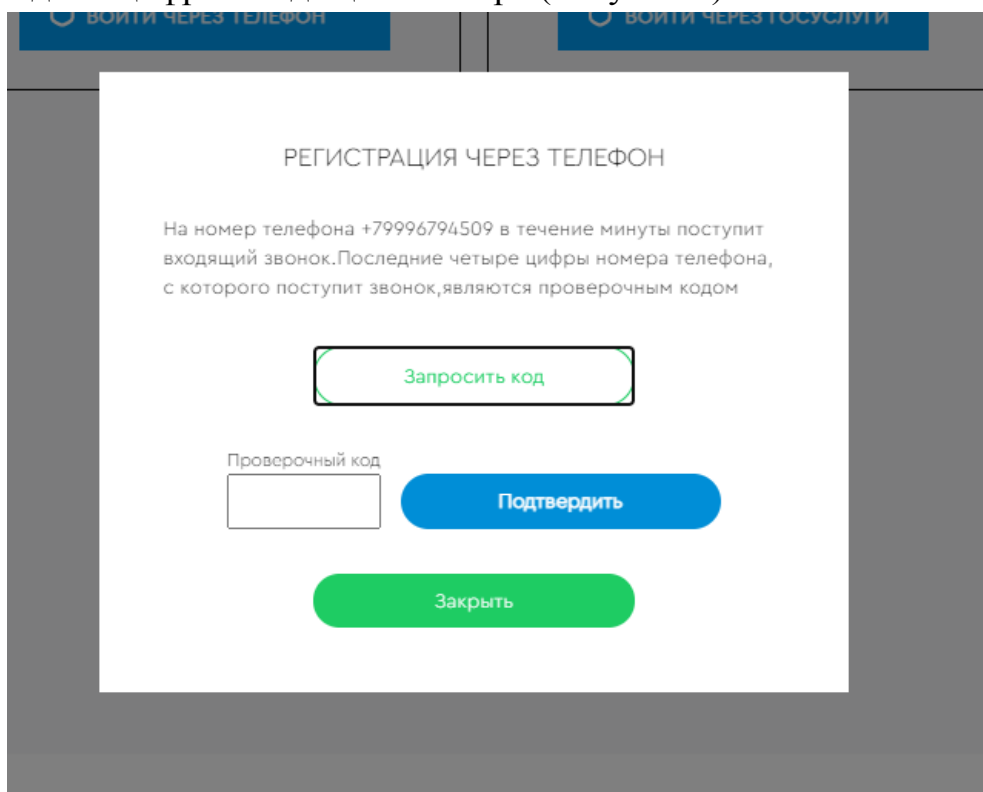 ВОЙТИ ЧЕРЕЗ ТЕЛЕФОН
ВОЙТИ ЧЕРЕЗ ГОСУСЛУГИ
РЕГИСТРАЦИЯ ЧЕРЕЗ ТЕЛЕФОН
На номер телефона +79996794509 в течение минуты поступит
входящий звонок.Последние четыре цифры номера телефона,
с которого поступит звонок,являются проверочным кодом
Запросить код
Проверочный код
Подтвердить
Закрыть